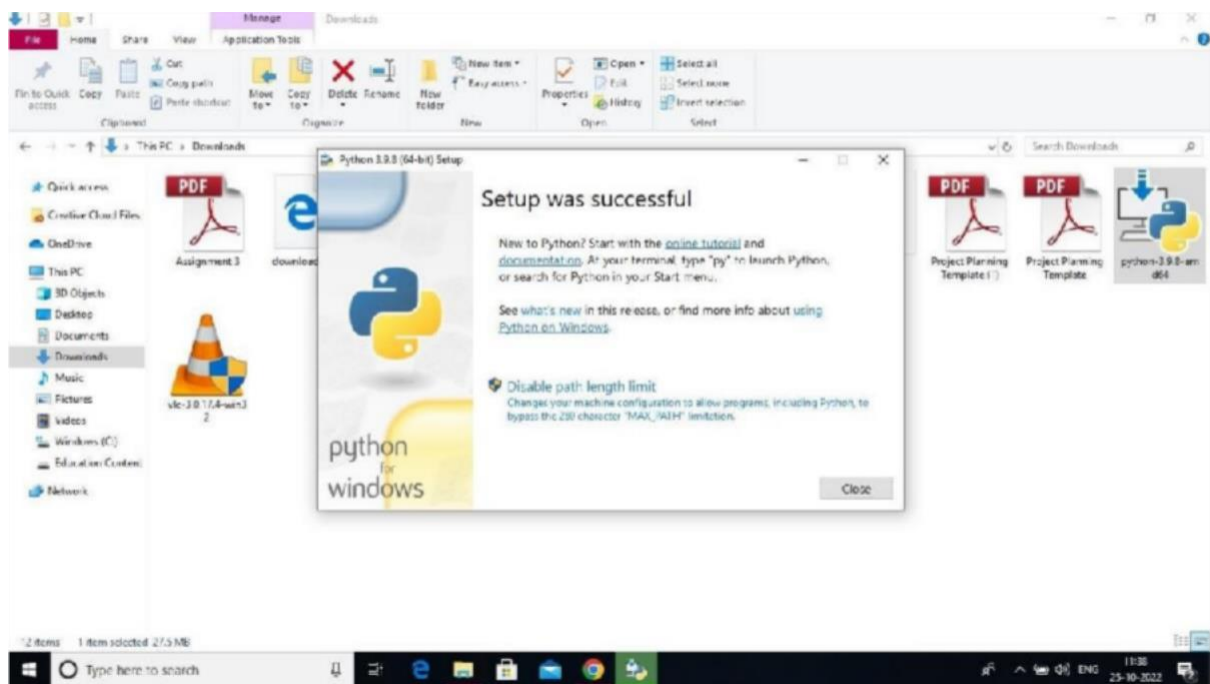 Manage
Downloads
File
Home
Share
View
Application Tools
Pin to Quick access
Copy
Paste
Cut
Copy path
Paste shortcut
Move to
Copy to
Delete
Rename
New folder
New item
Easy access
Properties
Open
Edit
History
Select all
Select none
Invert selection
Clipboard
Organize
New
Open
Select
This PC
Downloads
Search Downloads
Quick access
Creative Cloud Files
OneDrive
This PC
3D Objects
Desktop
Documents
Downloads
Music
Pictures
Videos
Windows (C:)
Education Content
Network
PDF
Assignment 3
download
vlc-3.0.17.4-win3
2
Python 3.9.8 (64-bit) Setup
Setup was successful
New to Python? Start with the online tutorial and
documentation. At your terminal, type "py" to launch Python,
or search for Python in your Start menu.
See what's new in this release, or find more info about using
Python on Windows.
Disable path length limit
Changes your machine configuration to allow programs, including Python, to
bypass the 260 character "MAX_PATH" limitation.
python
for
windows
Close
PDF
Project Planning
Template (1)
PDF
Project Planning
Template
python-3.9.8-am
d64
12 items
1 item selected 27.5 MB
Type here to search
ENG
11:38
25-10-2022